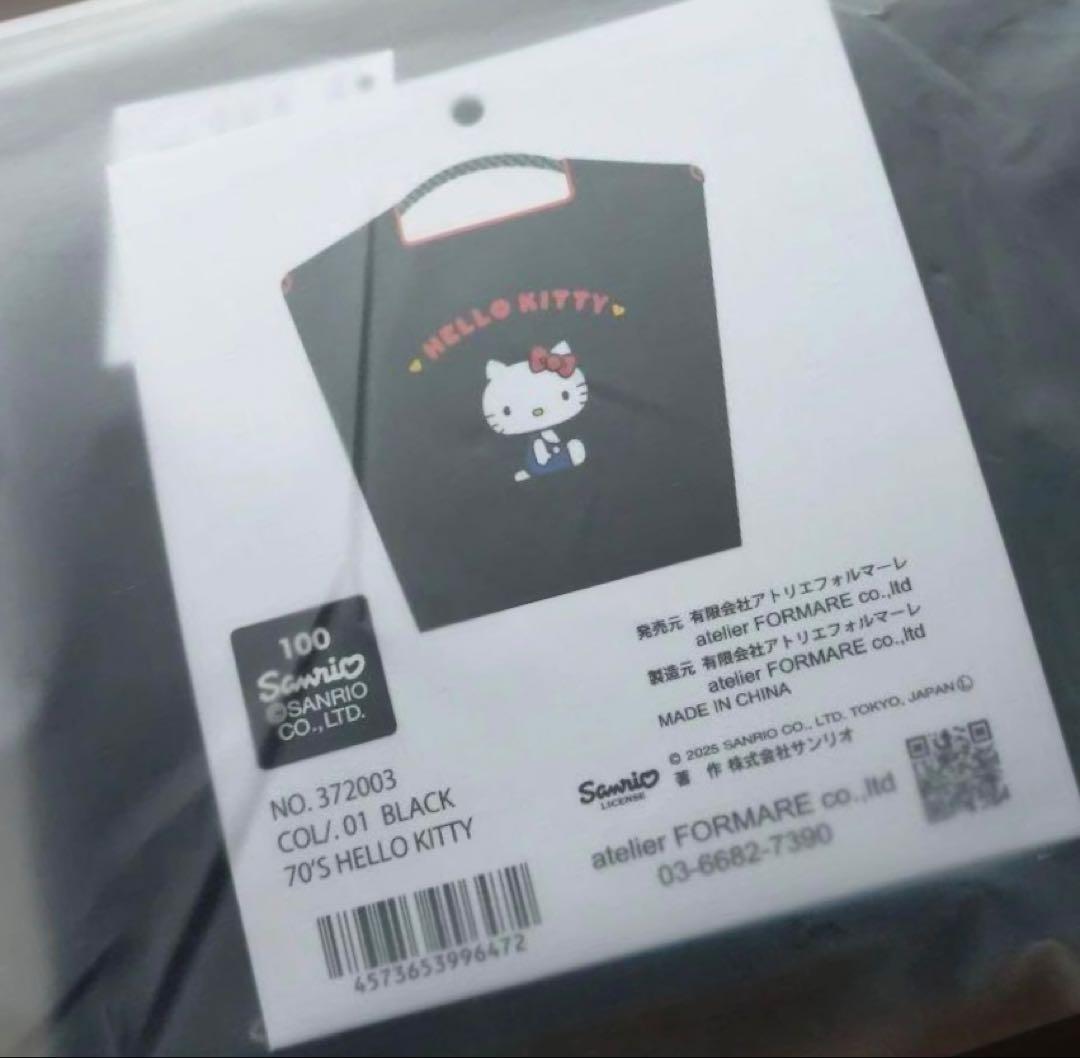 HELLO KITTY
100
Sanrio
©SANRIO
CO.,LTD.
NO. 372003
COL/. 01 BLACK
70'S HELLO KITTY
4573653996472
発売元 有限会社アトリエフォルマーレ
atelier FORMARE co.,ltd
製造元 有限会社アトリエフォルマーレ
atelier FORMARE co.,ltd
MADE IN CHINA
Sanrio
LICENSE
© 2025 SANRIO CO., LTD. TOKYO, JAPAN Ⓛ
著 作 株式会社サンリオ
atelier FORMARE co.,ltd
03-6682-7390